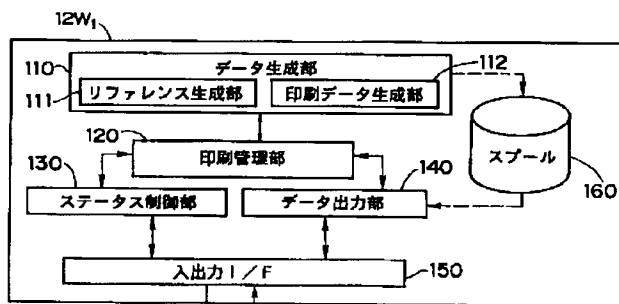 12W₁
110
データ生成部
112
リファレンス生成部
印刷データ生成部
111
120
印刷管理部
130
140
スプール
160
ステータス制御部
データ出力部
入出力I/F
150